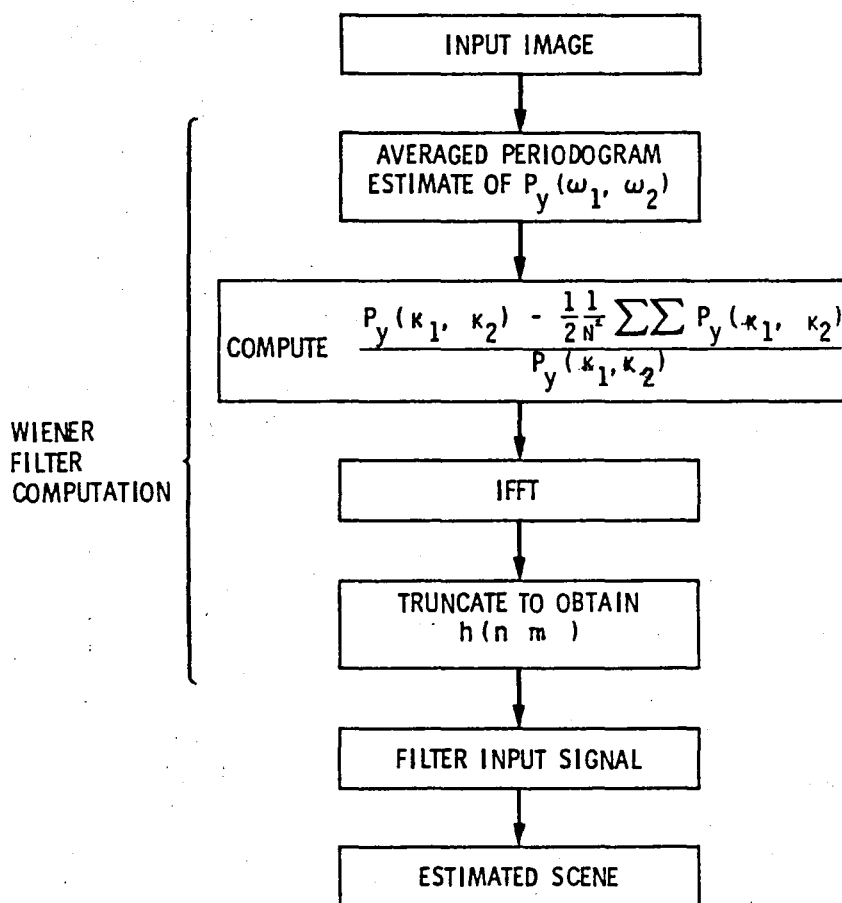 INPUT IMAGE
AVERAGED PERIODOGRAM
ESTIMATE OF P_y (ω_1, ω_2)
COMPUTE P_y (κ_1, κ_2) - 1/2 1/N² ∑∑ P_y (κ_1, κ_2)
P_y (κ_1, κ_2)
WIENER
FILTER
COMPUTATION
IFFT
TRUNCATE TO OBTAIN
h (n m )
FILTER INPUT SIGNAL
ESTIMATED SCENE